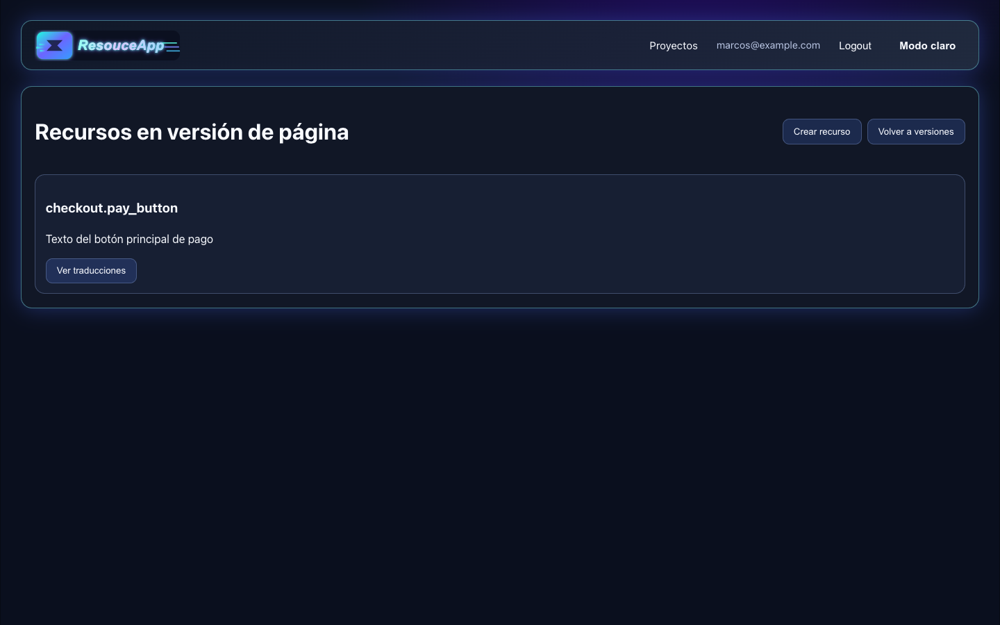 ResouceApp
Proyectos marcos@example.com Logout Modo claro
Recursos en versión de página
Crear recurso Volver a versiones
checkout.pay_button
Texto del botón principal de pago
Ver traducciones